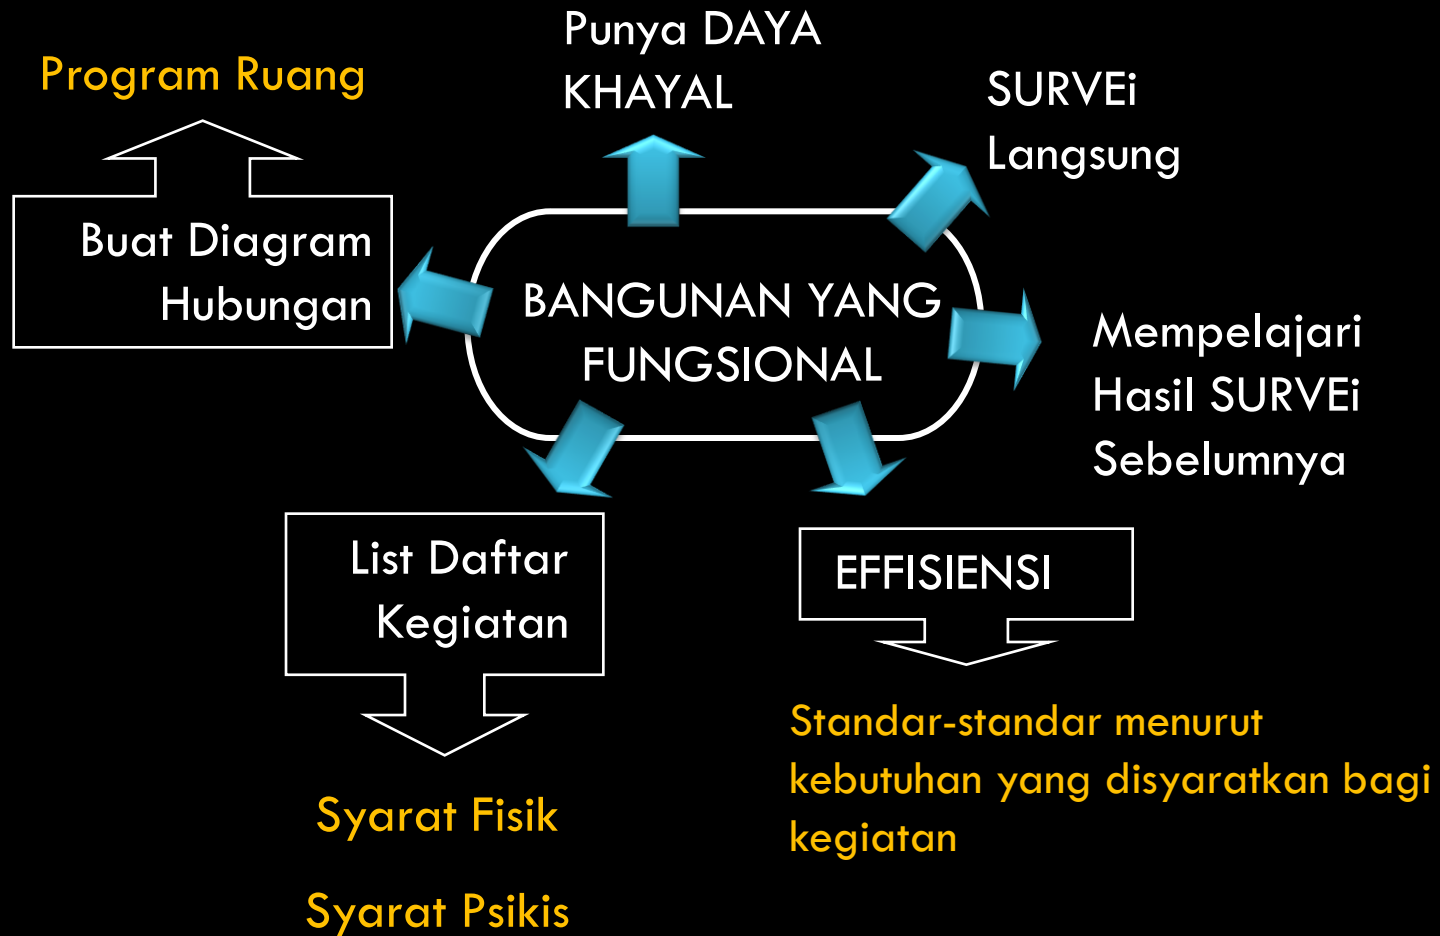 Punya DAYA
KHAYAL
Program Ruang
SURVEi
Langsung
Buat Diagram
Hubungan
BANGUNAN YANG
FUNGSIONAL
Mempelajari
Hasil SURVEi
Sebelumnya
List Daftar
Kegiatan
EFFISIENSI
Standar-standar menurut
kebutuhan yang disyaratkan bagi
kegiatan
Syarat Fisik
Syarat Psikis